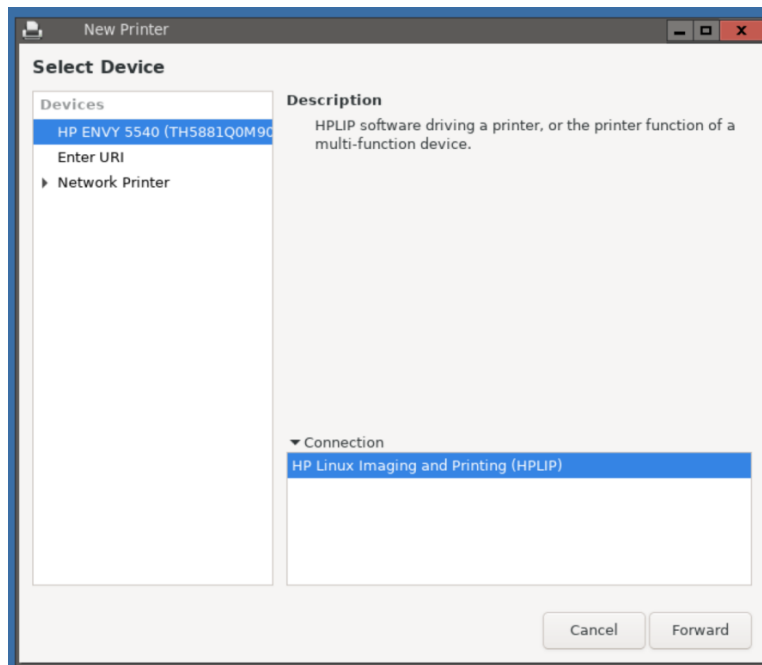 New Printer
Select Device
Devices
HP ENVY 5540 (TH5881Q0M90
Enter URI
Network Printer
Description
HPLIP software driving a printer, or the printer function of a
multi-function device.
Connection
HP Linux Imaging and Printing (HPLIP)
Cancel
Forward